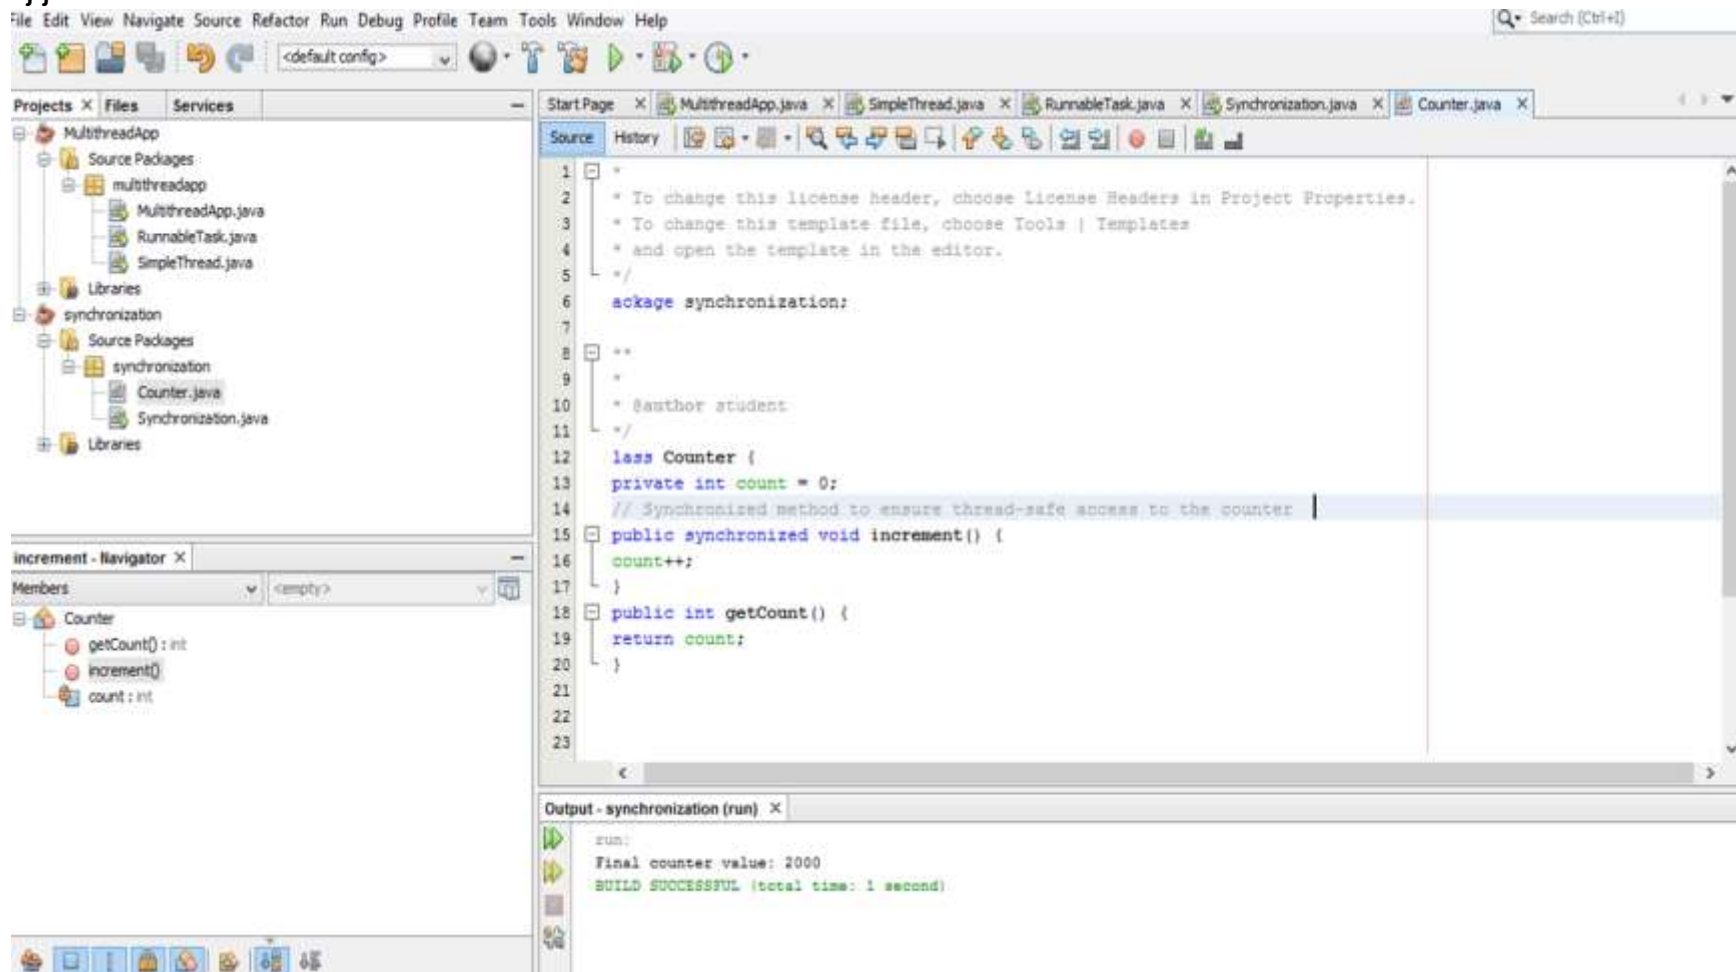 File Edit View Navigate Source Refactor Run Debug Profile Team Tools Window Help
Search (Ctrl+I)
<default config>
Projects Files Services
MultithreadApp
Source Packages
multithreadapp
MultithreadApp.java
RunnableTask.java
SimpleThread.java
Libraries
synchronization
Source Packages
synchronization
Counter.java
Synchronization.java
Libraries
increment - Navigator
Members <empty>
Counter
getCount() : int
increment()
count : int
Start Page MultithreadApp.java SimpleThread.java RunnableTask.java Synchronization.java Counter.java
Source History
1 *
2 * To change this license header, choose License Headers in Project Properties.
3 * To change this template file, choose Tools | Templates
4 * and open the template in the editor.
5 */
6 ackage synchronization;
7
8 **
9 *
10 * @author student
11 */
12 lass Counter {
13 private int count = 0;
14 // Synchronized method to ensure thread-safe access to the counter
15 public synchronized void increment() {
16 count++;
17 }
18 public int getCount() {
19 return count;
20 }
21
22
23
Output - synchronization (run)
run:
Final counter value: 2000
BUILD SUCCESSFUL (total time: 1 second)